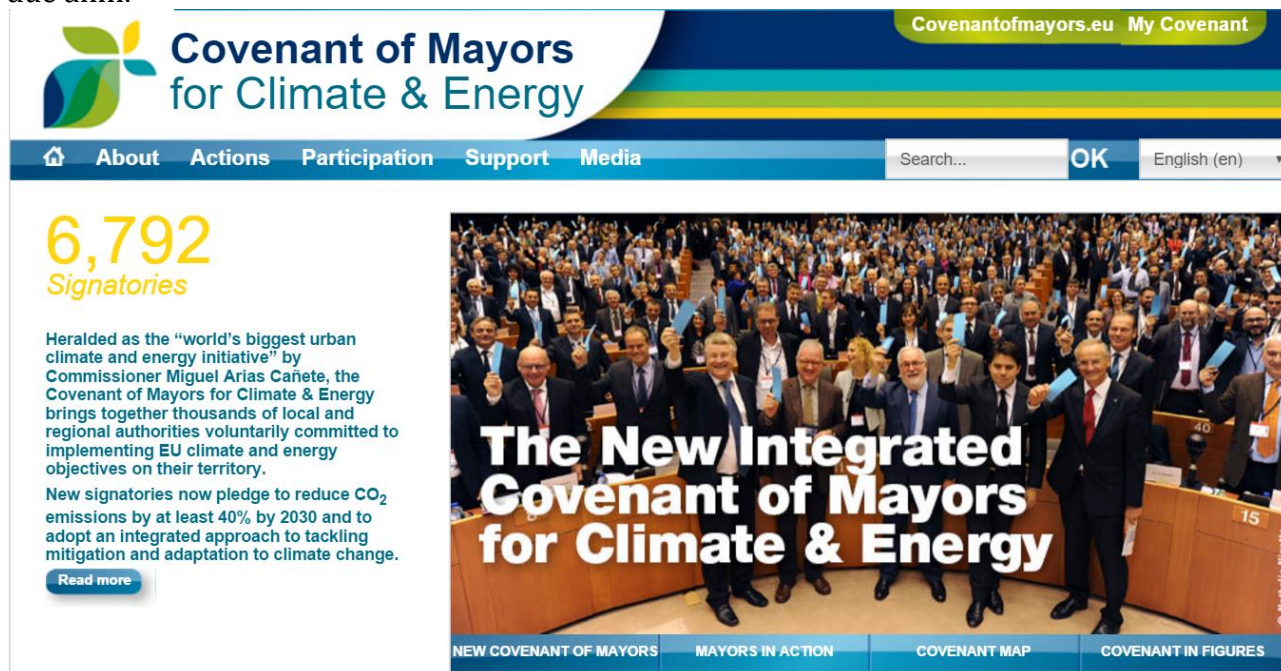 Covenantofmayors.eu My Covenant
Covenant of Mayors
for Climate & Energy
About Actions Participation Support Media
Search... OK English (en)
6,792
Signatories
Heralded as the “world’s biggest urban
climate and energy initiative” by
Commissioner Miguel Arias Cañete, the
Covenant of Mayors for Climate & Energy
brings together thousands of local and
regional authorities voluntarily committed to
implementing EU climate and energy
objectives on their territory.
New signatories now pledge to reduce CO₂
emissions by at least 40% by 2030 and to
adopt an integrated approach to tackling
mitigation and adaptation to climate change.
Read more
The New Integrated
Covenant of Mayors
for Climate & Energy
40
15
NEW COVENANT OF MAYORS MAYORS IN ACTION COVENANT MAP COVENANT IN FIGURES